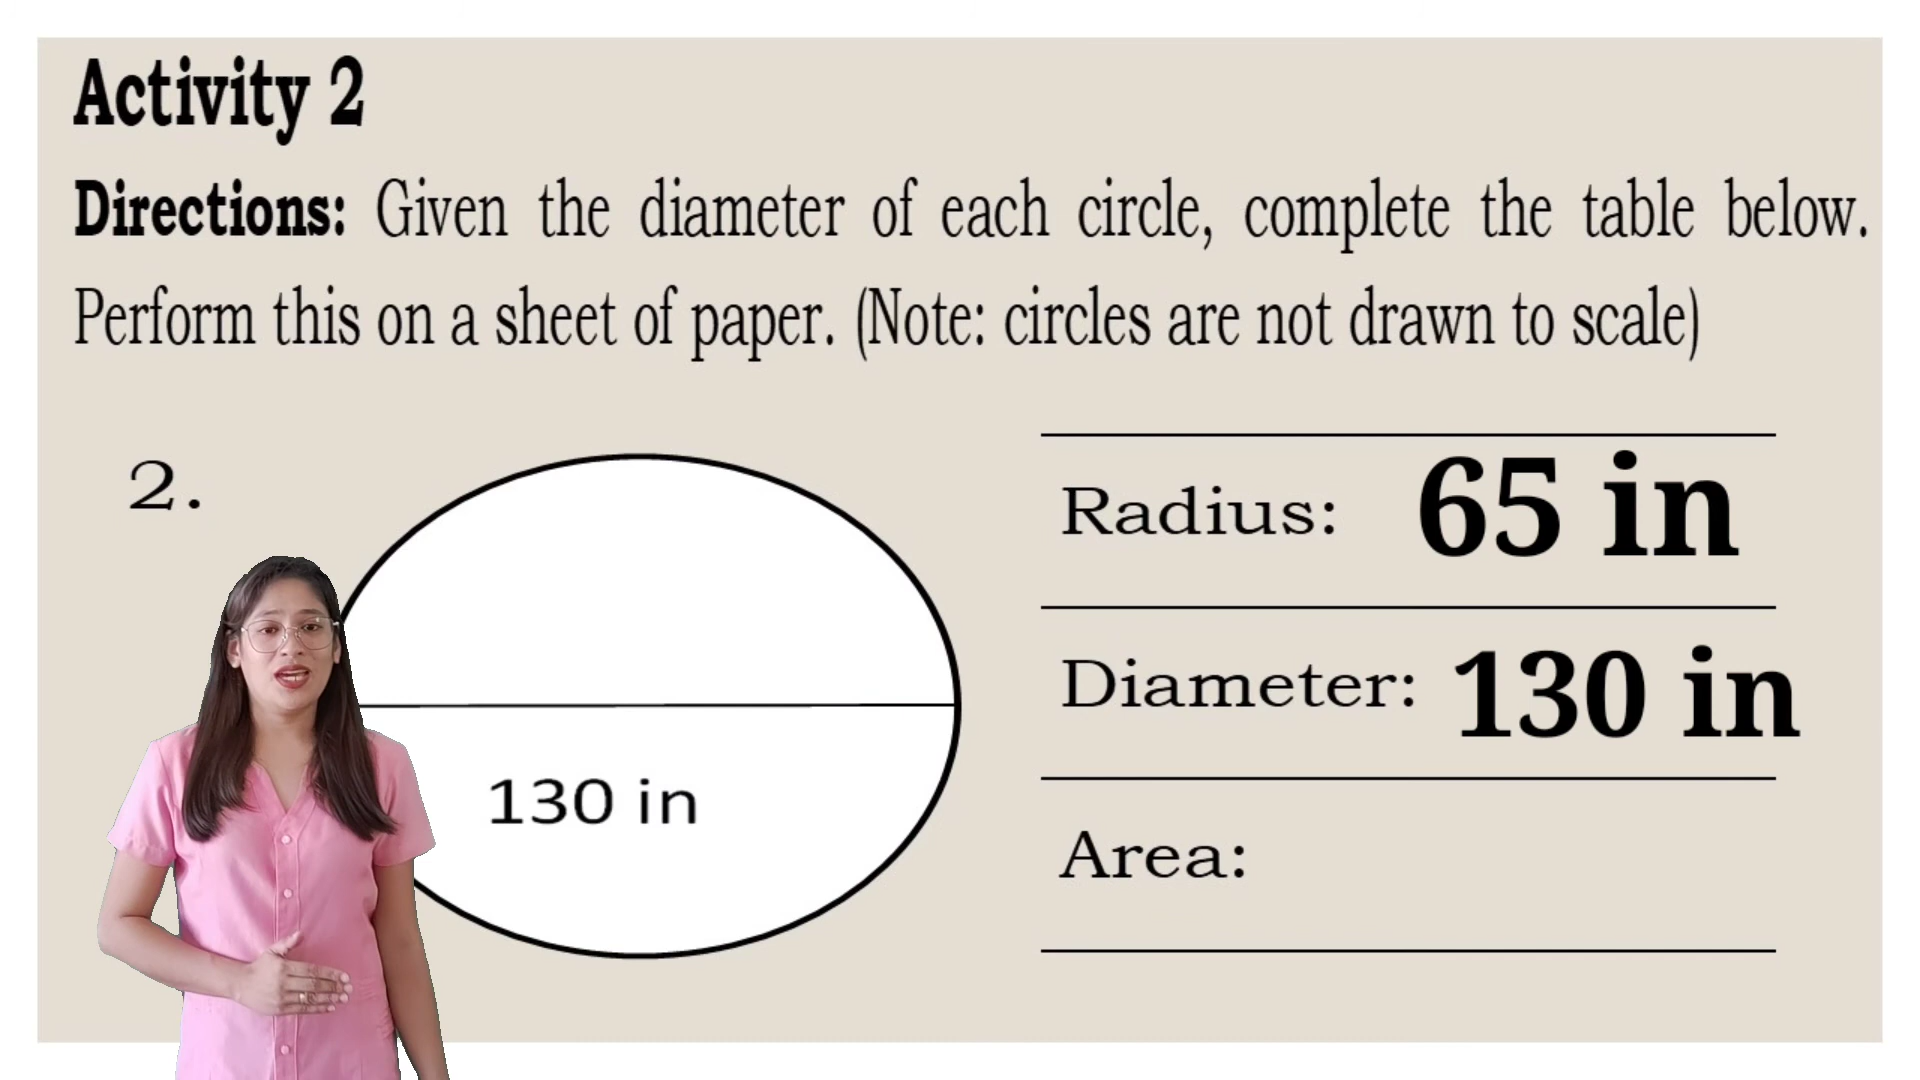 Activity 2
Directions: Given the diameter of each circle, complete the table below.
Perform this on a sheet of paper. (Note: circles are not drawn to scale)
2.
130 in
Radius: 65 in
Diameter: 130 in
Area: